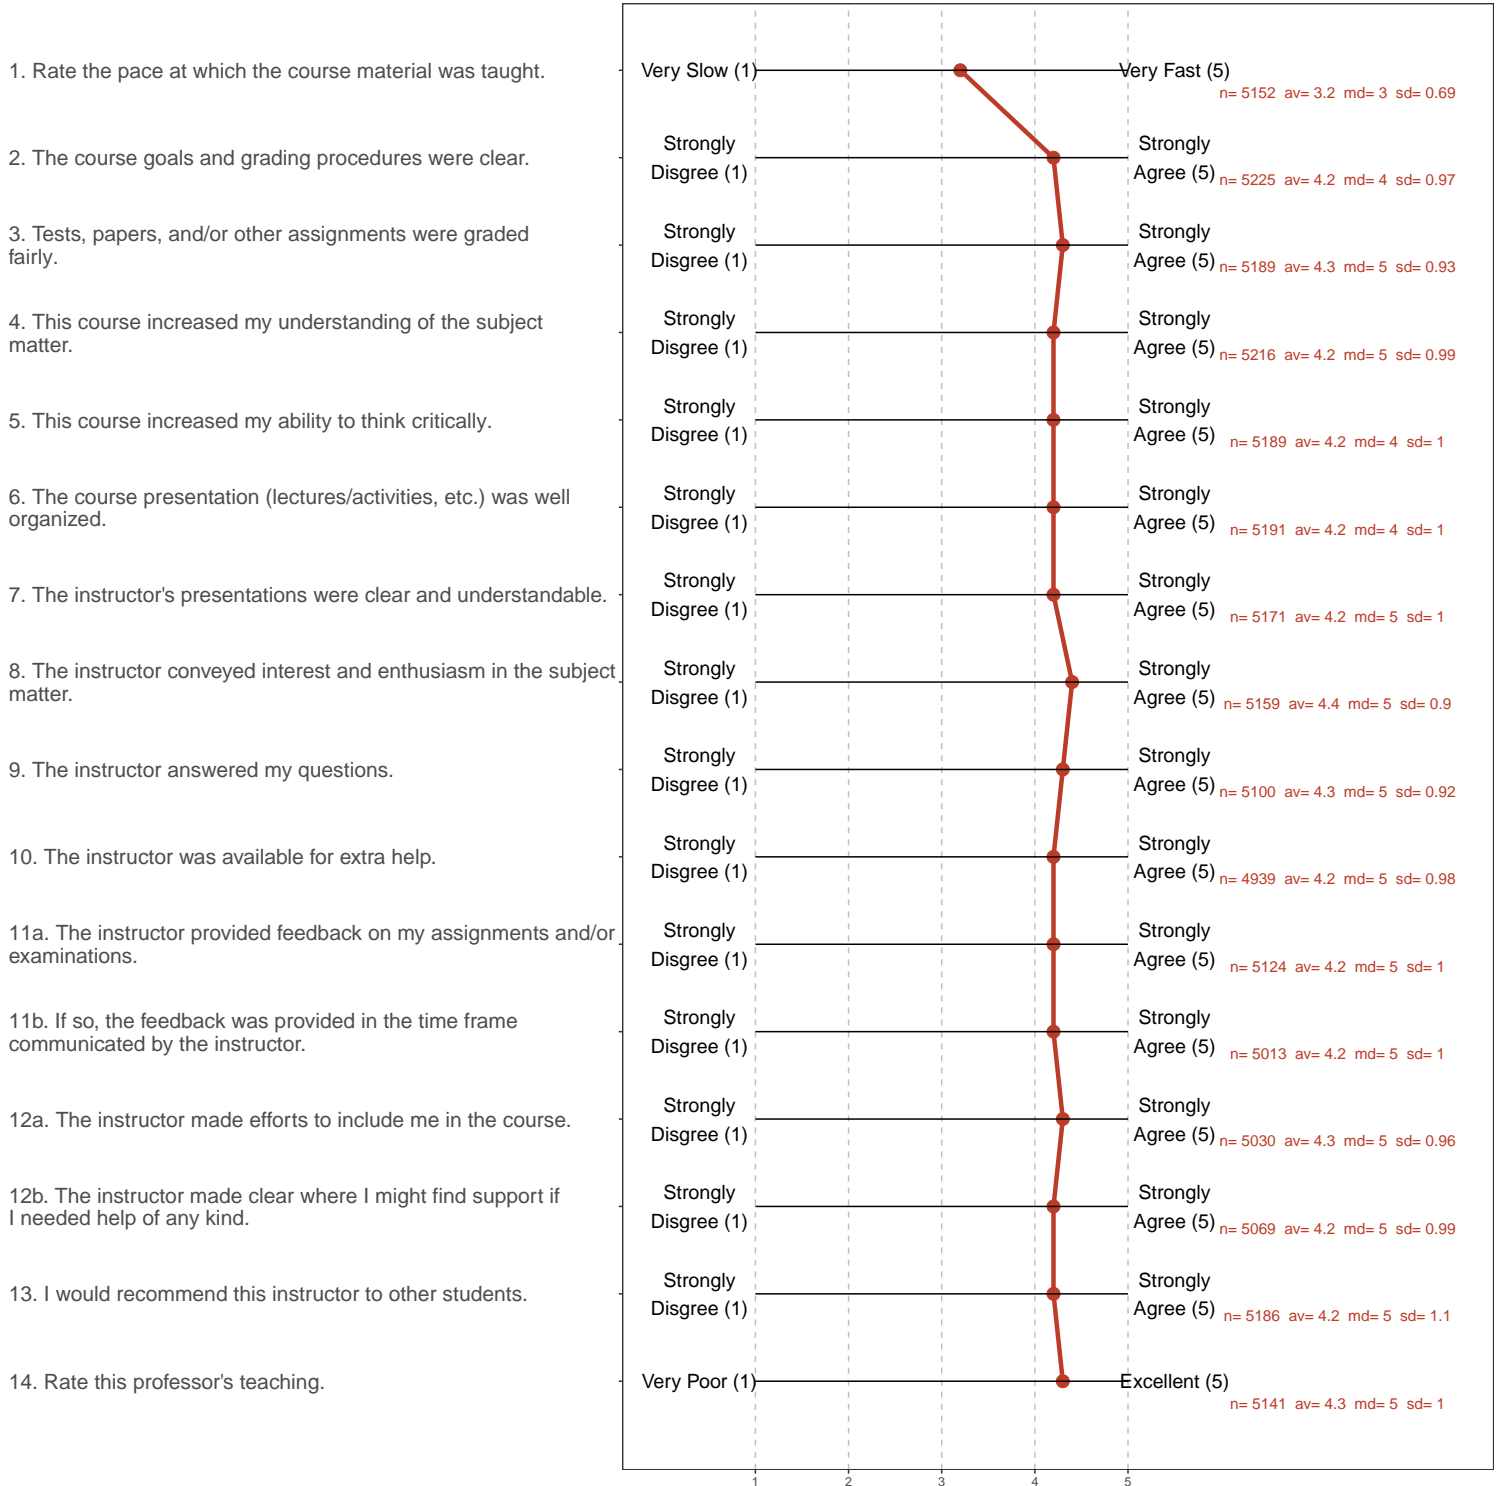 1. Rate the pace at which the course material was taught.
Very Slow (1)
Very Fast (5)
n= 5152 av= 3.2 md= 3 sd= 0.69
2. The course goals and grading procedures were clear.
Strongly
Disgree (1)
Strongly
Agree (5)
n= 5225 av= 4.2 md= 4 sd= 0.97
3. Tests, papers, and/or other assignments were graded
fairly.
Strongly
Disgree (1)
Strongly
Agree (5)
n= 5189 av= 4.3 md= 5 sd= 0.93
4. This course increased my understanding of the subject
matter.
Strongly
Disgree (1)
Strongly
Agree (5)
n= 5216 av= 4.2 md= 5 sd= 0.99
5. This course increased my ability to think critically.
Strongly
Disgree (1)
Strongly
Agree (5)
n= 5189 av= 4.2 md= 4 sd= 1
6. The course presentation (lectures/activities, etc.) was well
organized.
Strongly
Disgree (1)
Strongly
Agree (5)
n= 5191 av= 4.2 md= 4 sd= 1
7. The instructor's presentations were clear and understandable.
Strongly
Disgree (1)
Strongly
Agree (5)
n= 5171 av= 4.2 md= 5 sd= 1
8. The instructor conveyed interest and enthusiasm in the subject
matter.
Strongly
Disgree (1)
Strongly
Agree (5)
n= 5159 av= 4.4 md= 5 sd= 0.9
9. The instructor answered my questions.
Strongly
Disgree (1)
Strongly
Agree (5)
n= 5100 av= 4.3 md= 5 sd= 0.92
10. The instructor was available for extra help.
Strongly
Disgree (1)
Strongly
Agree (5)
n= 4939 av= 4.2 md= 5 sd= 0.98
11a. The instructor provided feedback on my assignments and/or
examinations.
Strongly
Disgree (1)
Strongly
Agree (5)
n= 5124 av= 4.2 md= 5 sd= 1
11b. If so, the feedback was provided in the time frame
communicated by the instructor.
Strongly
Disgree (1)
Strongly
Agree (5)
n= 5013 av= 4.2 md= 5 sd= 1
12a. The instructor made efforts to include me in the course.
Strongly
Disgree (1)
Strongly
Agree (5)
n= 5030 av= 4.3 md= 5 sd= 0.96
12b. The instructor made clear where I might find support if
I needed help of any kind.
Strongly
Disgree (1)
Strongly
Agree (5)
n= 5069 av= 4.2 md= 5 sd= 0.99
13. I would recommend this instructor to other students.
Strongly
Disgree (1)
Strongly
Agree (5)
n= 5186 av= 4.2 md= 5 sd= 1.1
14. Rate this professor's teaching.
Very Poor (1)
Excellent (5)
n= 5141 av= 4.3 md= 5 sd= 1
1 2 3 4 5